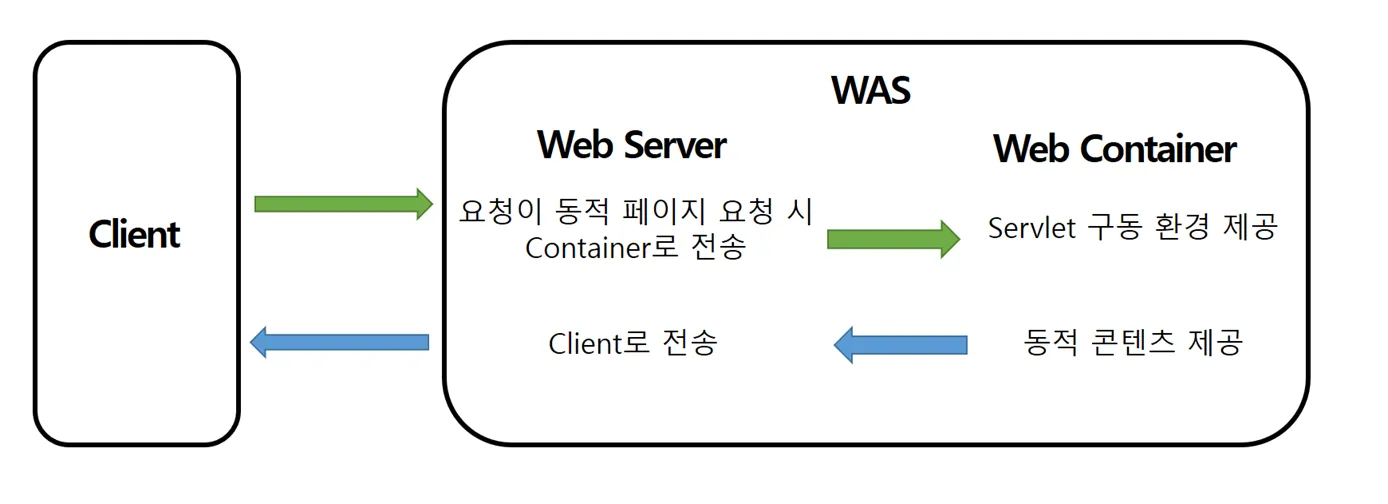 WAS
Web Server
Web Container
Client
요청이 동적 페이지 요청 시
Container로 전송
Servlet 구동 환경 제공
Client로 전송
동적 콘텐츠 제공